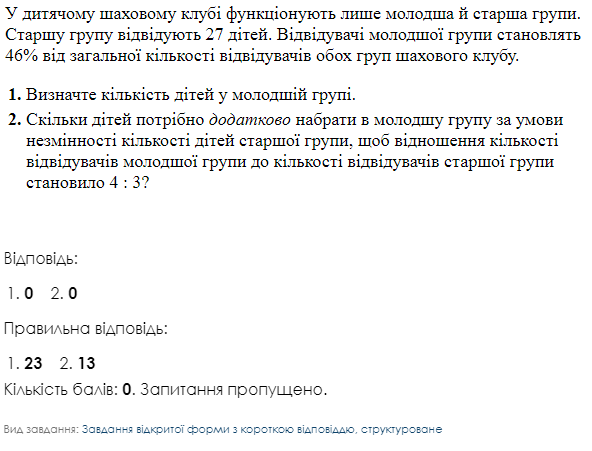 У дитячому шаховому клубі функціонують лише молодша й старша групи.
Старшу групу відвідують 27 дітей. Відвідувачі молодшої групи становлять
46% від загальної кількості відвідувачів обох груп шахового клубу.
1. Визначте кількість дітей у молодшій групі.
2. Скільки дітей потрібно додатково набрати в молодшу групу за умови
незмінності кількості дітей старшої групи, щоб відношення кількості
відвідувачів молодшої групи до кількості відвідувачів старшої групи
становило 4 : 3?
Відповідь:
1. 0 2. 0
Правильна відповідь:
1. 23 2. 13
Кількість балів: 0. Запитання пропущено.
Вид завдання: Завдання відкритої форми з короткою відповіддю, структуроване